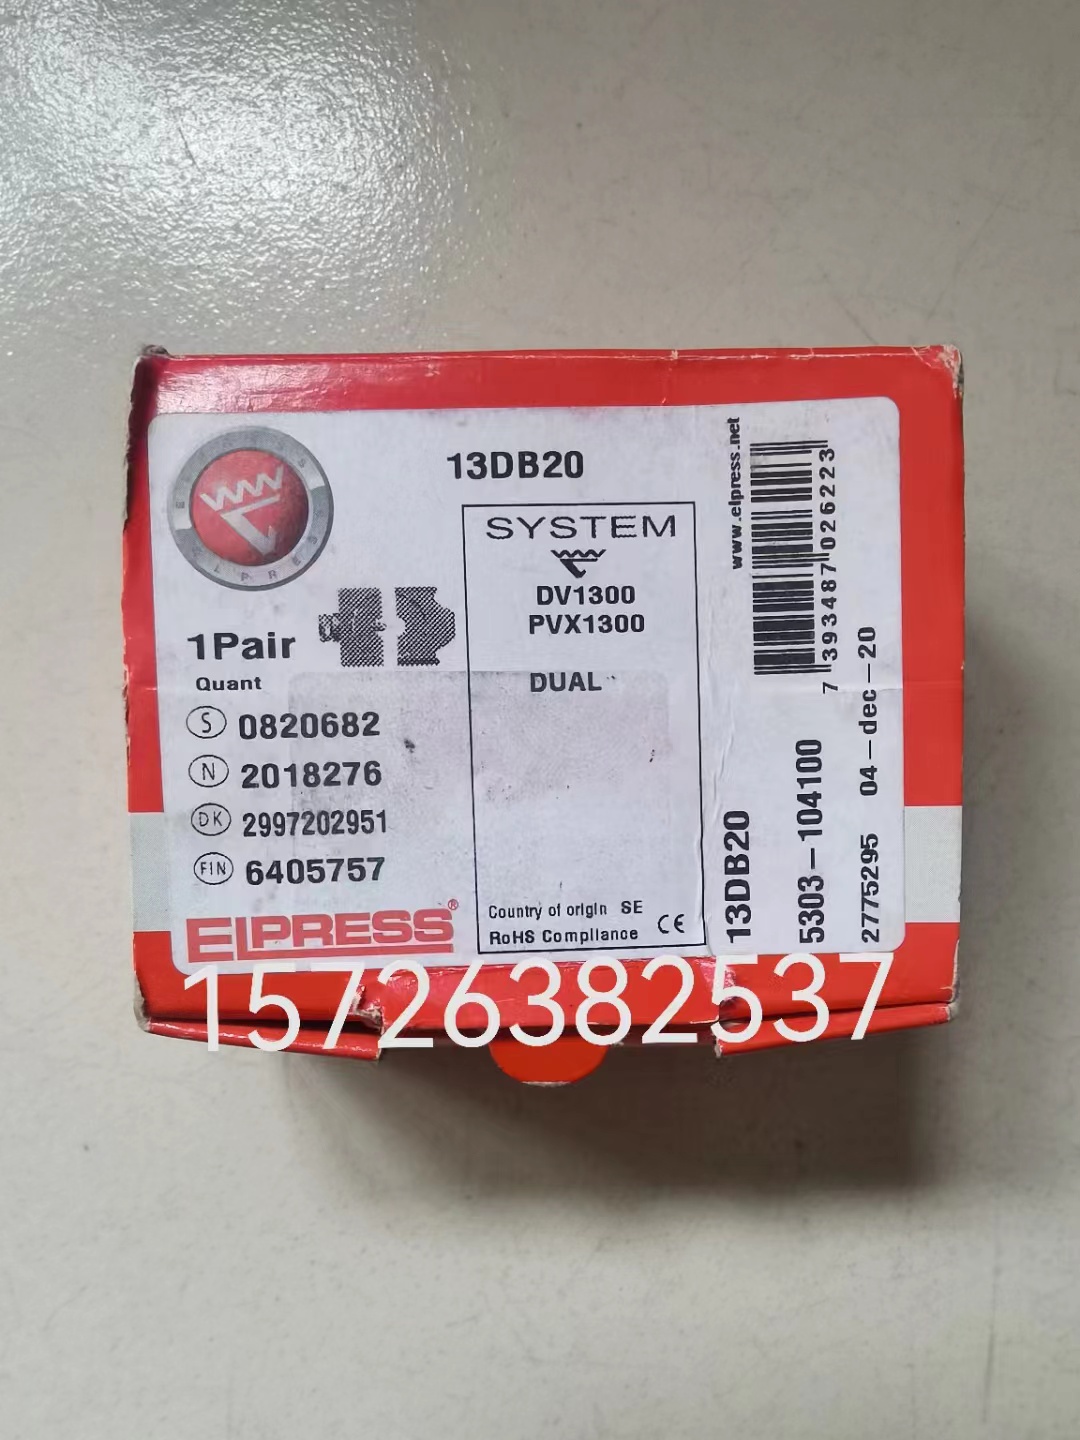 13DB20
SYSTEM
DV1300
PVX1300
DUAL
1Pair
Quant
S 0820682
N 2018276
DK 2997202951
FIN 6405757
ELPRESS®
Country of origin SE
RoHS Compliance CE
www.elpress.net
7 393487 026223
13DB20
5303-104100
2775295 04-dec-20
15726382537